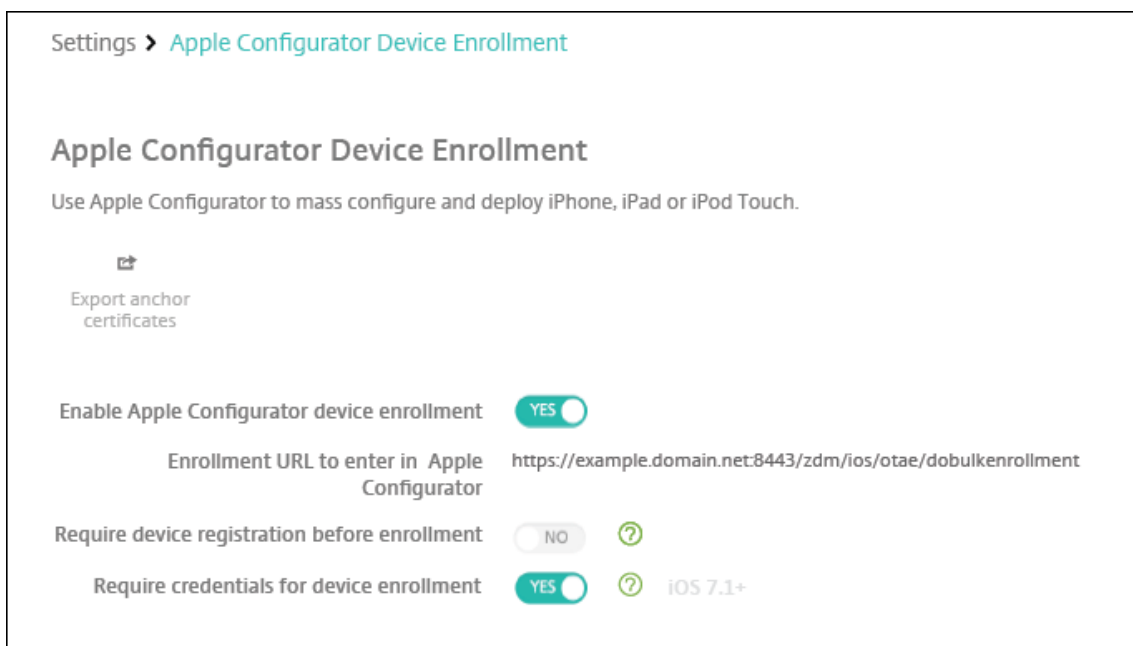 Settings > Apple Configurator Device Enrollment
Apple Configurator Device Enrollment
Use Apple Configurator to mass configure and deploy iPhone, iPad or iPod Touch.
Export anchor
certificates
Enable Apple Configurator device enrollment YES
Enrollment URL to enter in Apple https://example.domain.net:8443/zdm/ios/otae/dobulkenrollment
Configurator
Require device registration before enrollment NO ?
Require credentials for device enrollment YES ? iOS 7.1+